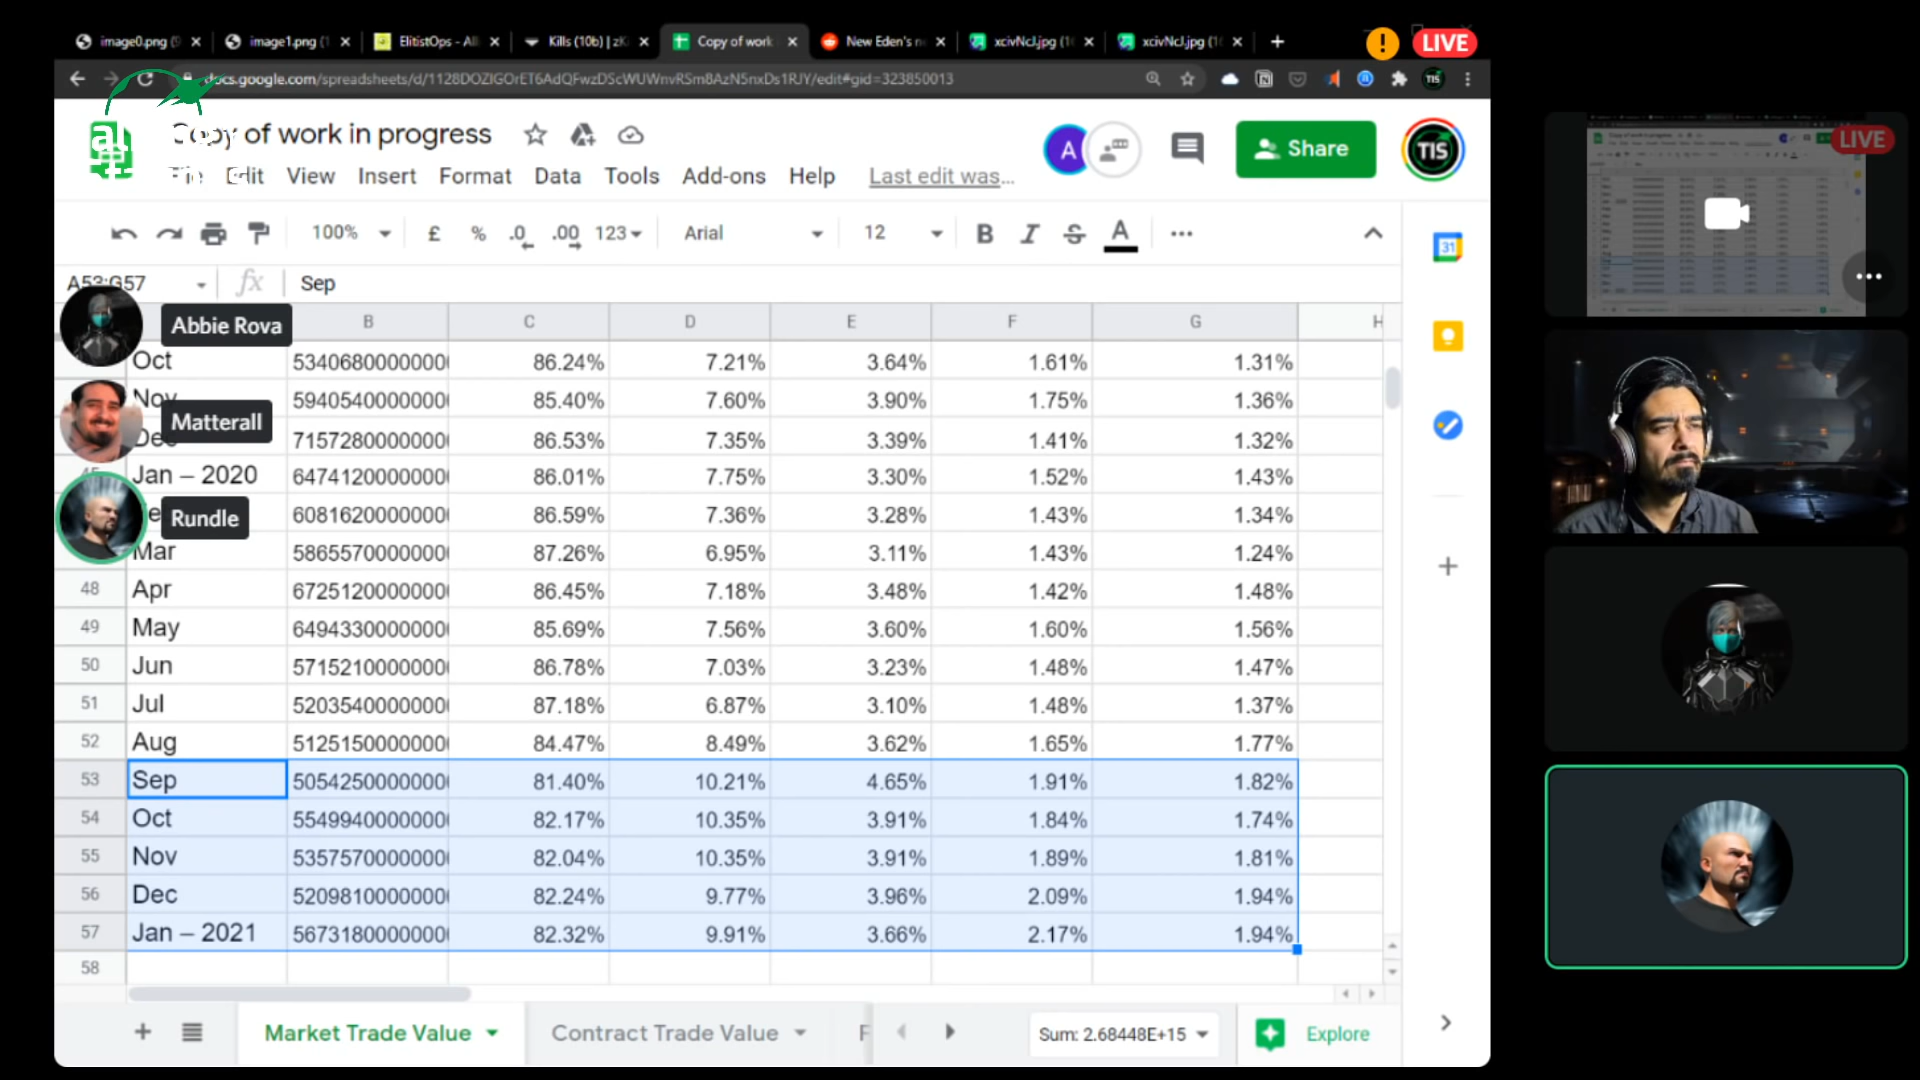 image0.png
image1.png
ElitistOps - Al
Kills (10b) | zKi
Copy of work
New Eden's n
xcivNcJ.jpg
xcivNcJ.jpg
LIVE
docs.google.com/spreadsheets/d/1128DOZIGOrET6AdQFwzDScWUWnvRSm8AzN5nxDs1RJY/edit#gid=323850013
Copy of work in progress
A
Share
TIS
LIVE
Edit View Insert Format Data Tools Add-ons Help Last edit was...
100% £ % .0 .00 123 Arial 12 B I S A
31
A53:G57 fx Sep
Abbie Rova
B C D E F G H
Oct 5340680000000 86.24% 7.21% 3.64% 1.61% 1.31%
Nov 5940540000000 85.40% 7.60% 3.90% 1.75% 1.36%
Matterall
Dec 7157280000000 86.53% 7.35% 3.39% 1.41% 1.32%
45 Jan – 2020 6474120000000 86.01% 7.75% 3.30% 1.52% 1.43%
6081620000000 86.59% 7.36% 3.28% 1.43% 1.34%
Rundle
Mar 5865570000000 87.26% 6.95% 3.11% 1.43% 1.24%
48 Apr 6725120000000 86.45% 7.18% 3.48% 1.42% 1.48%
49 May 6494330000000 85.69% 7.56% 3.60% 1.60% 1.56%
50 Jun 5715210000000 86.78% 7.03% 3.23% 1.48% 1.47%
51 Jul 5203540000000 87.18% 6.87% 3.10% 1.48% 1.37%
52 Aug 5125150000000 84.47% 8.49% 3.62% 1.65% 1.77%
53 Sep 5054250000000 81.40% 10.21% 4.65% 1.91% 1.82%
54 Oct 5549940000000 82.17% 10.35% 3.91% 1.84% 1.74%
55 Nov 5357570000000 82.04% 10.35% 3.91% 1.89% 1.81%
56 Dec 5209810000000 82.24% 9.77% 3.96% 2.09% 1.94%
57 Jan – 2021 5673180000000 82.32% 9.91% 3.66% 2.17% 1.94%
58
Market Trade Value Contract Trade Value F Sum: 2.68448E+15 Explore